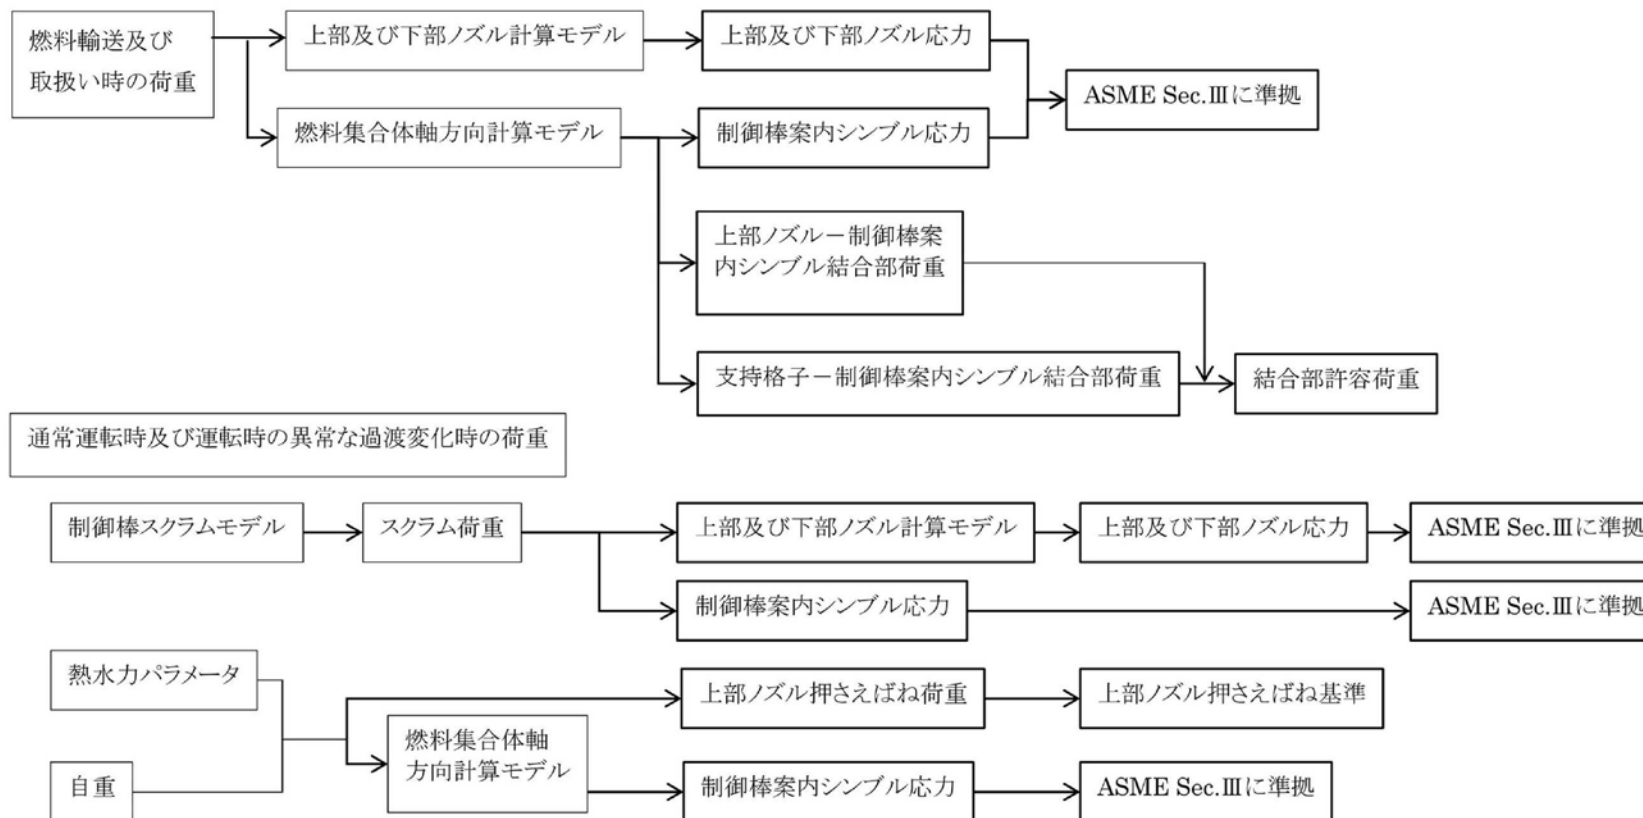 燃料輸送及び
取扱い時の荷重
上部及び下部ノズル計算モデル
上部及び下部ノズル応力
ASME Sec.Ⅲに準拠
燃料集合体軸方向計算モデル
制御棒案内シンブル応力
上部ノズルー制御棒案
内シンブル結合部荷重
支持格子－制御棒案内シンブル結合部荷重
結合部許容荷重
通常運転時及び運転時の異常な過渡変化時の荷重
制御棒スクラムモデル
スクラム荷重
上部及び下部ノズル計算モデル
上部及び下部ノズル応力
ASME Sec.Ⅲに準拠
制御棒案内シンブル応力
ASME Sec.Ⅲに準拠
熱水力パラメータ
上部ノズル押さえばね荷重
上部ノズル押さえばね基準
燃料集合体軸
方向計算モデル
自重
制御棒案内シンブル応力
ASME Sec.Ⅲに準拠